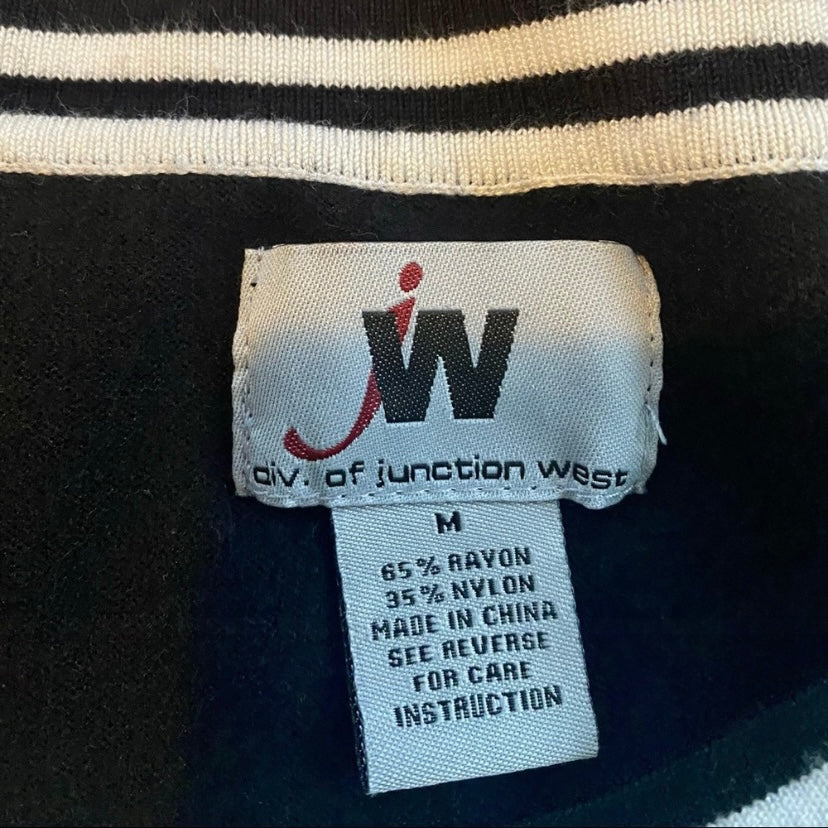 jW
div. of junction west
M
65% RAYON
35% NYLON
MADE IN CHINA
SEE REVERSE
FOR CARE
INSTRUCTION